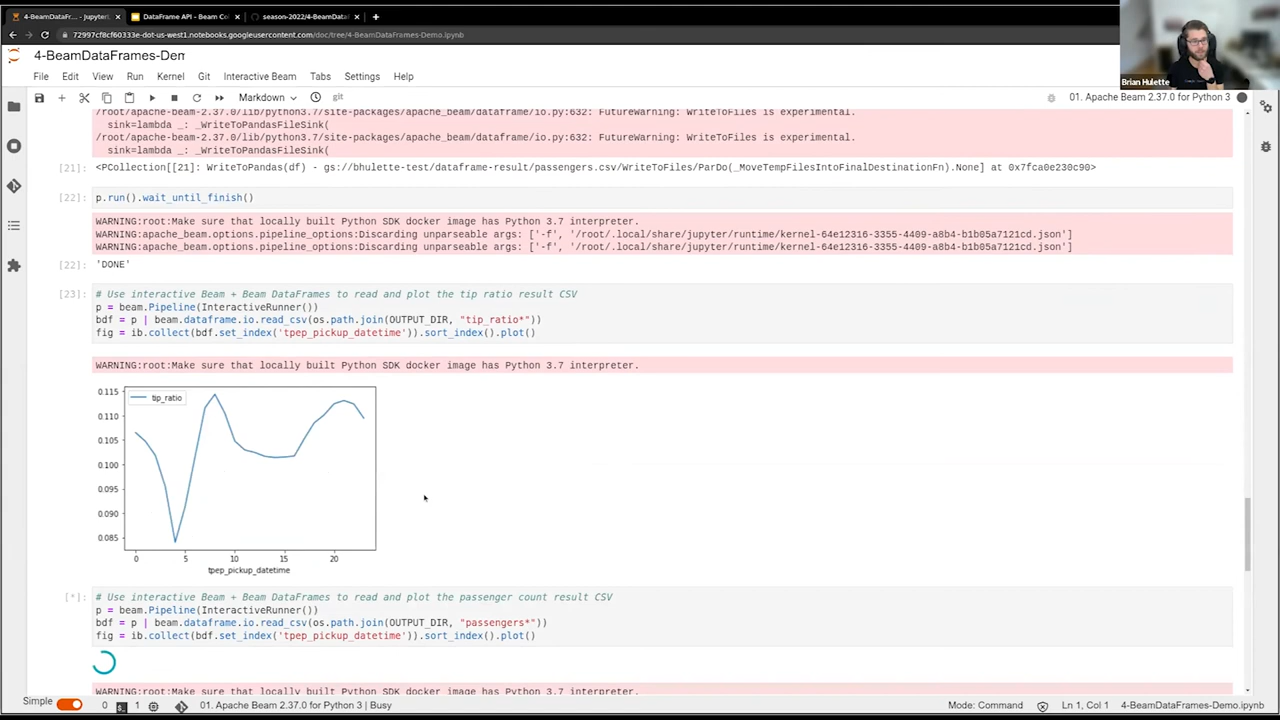 4-BeamDataF... - JupyterL
DataFrame API - Beam Co
season-2022/4-BeamData
72997cf8cf60333e-dot-us-west1.notebooks.googleusercontent.com/doc/tree/4-BeamDataFrames-Demo.ipynb
4-BeamDataFrames-Dem
File Edit View Run Kernel Git Interactive Beam Tabs Settings Help
Brian Hulette
Markdown git 01. Apache Beam 2.37.0 for Python 3
/root/apache-beam-2.37.0/lib/python3.7/site-packages/apache_beam/dataframe/io.py:632: FutureWarning: WriteToFiles is experimental.
sink=lambda _: _WriteToPandasFileSink(
/root/apache-beam-2.37.0/lib/python3.7/site-packages/apache_beam/dataframe/io.py:632: FutureWarning: WriteToFiles is experimental.
sink=lambda _: _WriteToPandasFileSink(
[21]: <PCollection[[21]: WriteToPandas(df) - gs://bhulette-test/dataframe-result/passengers.csv/WriteToFiles/ParDo(_MoveTempFilesIntoFinalDestinationFn).None] at 0x7fca0e230c90>
[22]: p.run().wait_until_finish()
WARNING:root:Make sure that locally built Python SDK docker image has Python 3.7 interpreter.
WARNING:apache_beam.options.pipeline_options:Discarding unparseable args: ['-f', '/root/.local/share/jupyter/runtime/kernel-64e12316-3355-4409-a8b4-b1b05a7121cd.json']
WARNING:apache_beam.options.pipeline_options:Discarding unparseable args: ['-f', '/root/.local/share/jupyter/runtime/kernel-64e12316-3355-4409-a8b4-b1b05a7121cd.json']
[22]: 'DONE'
[23]: # Use interactive Beam + Beam DataFrames to read and plot the tip ratio result CSV
p = beam.Pipeline(InteractiveRunner())
bdf = p | beam.dataframe.io.read_csv(os.path.join(OUTPUT_DIR, "tip_ratio*"))
fig = ib.collect(bdf.set_index('tpep_pickup_datetime')).sort_index().plot()
WARNING:root:Make sure that locally built Python SDK docker image has Python 3.7 interpreter.
tip_ratio
0.115
0.110
0.105
0.100
0.095
0.090
0.085
0 5 10 15 20
tpep_pickup_datetime
[*]: # Use interactive Beam + Beam DataFrames to read and plot the passenger count result CSV
p = beam.Pipeline(InteractiveRunner())
bdf = p | beam.dataframe.io.read_csv(os.path.join(OUTPUT_DIR, "passengers*"))
fig = ib.collect(bdf.set_index('tpep_pickup_datetime')).sort_index().plot()
WARNING:root:Make sure that locally built Python SDK docker image has Python 3.7 interpreter.
Simple 0 1 01. Apache Beam 2.37.0 for Python 3 | Busy Mode: Command Ln 1, Col 1 4-BeamDataFrames-Demo.ipynb